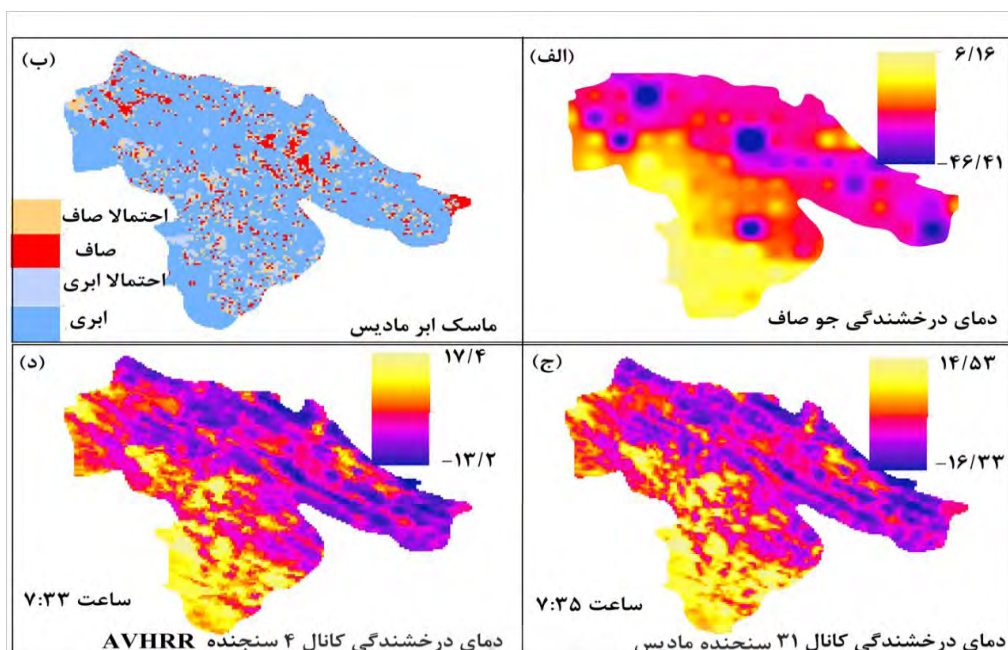 (الف)
۶/۱۶
-۴۶/۴۱
دمای درخشندگی جو صاف
(ب)
احتمالا صاف
صاف
احتمالا ابری
ابری
ماسک ابر مادیس
(ج)
۱۴/۵۳
-۱۶/۳۳
ساعت ۷:۳۵
دمای درخشندگی کانال ۳۱ سنجنده مادیس
(د)
۱۷/۴
-۱۳/۲
ساعت ۷:۳۳
دمای درخشندگی کانال ۴ سنجنده AVHRR